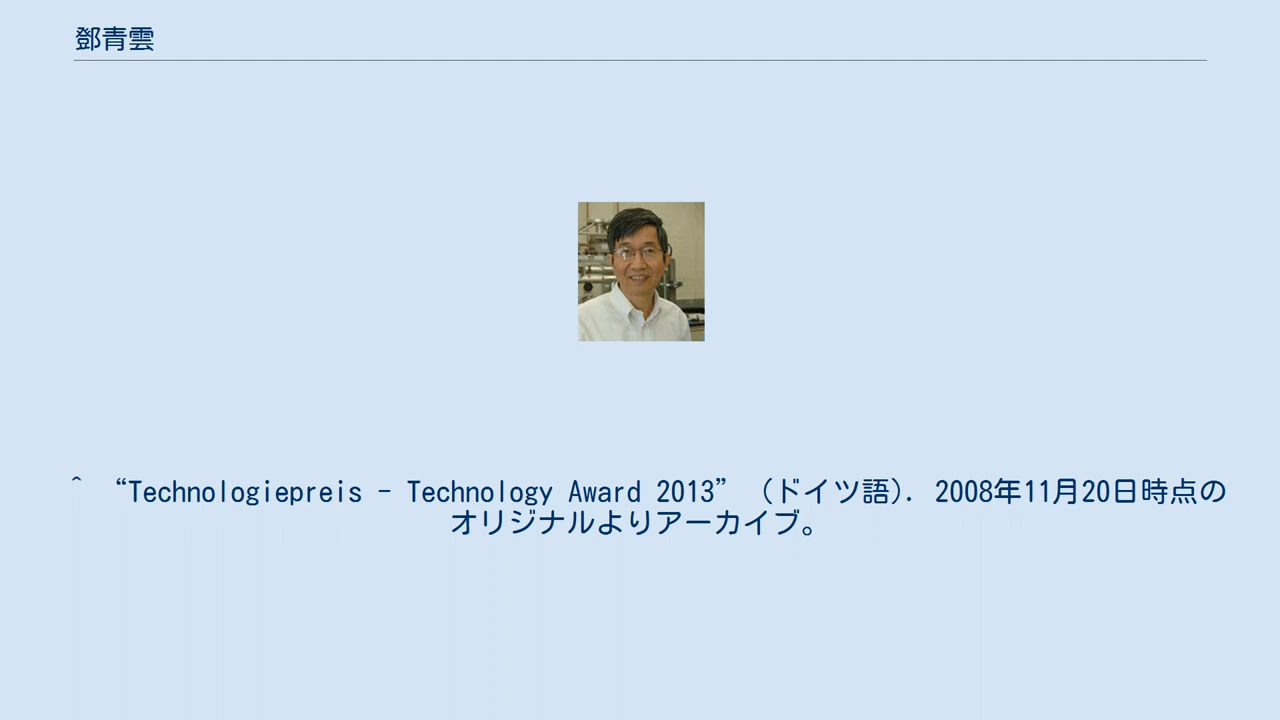 鄧青雲
^ “Technologiepreis - Technology Award 2013” (ドイツ語). 2008年11月20日時点の
オリジナルよりアーカイブ。